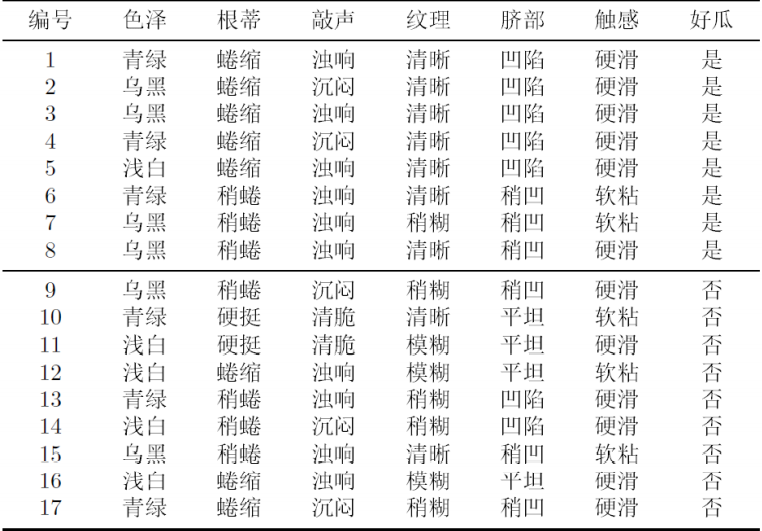 编号 色泽 根蒂 敲声 纹理 脐部 触感 好瓜
1 青绿 蜷缩 浊响 清晰 凹陷 硬滑 是
2 乌黑 蜷缩 沉闷 清晰 凹陷 硬滑 是
3 乌黑 蜷缩 浊响 清晰 凹陷 硬滑 是
4 青绿 蜷缩 沉闷 清晰 凹陷 硬滑 是
5 浅白 蜷缩 浊响 清晰 凹陷 硬滑 是
6 青绿 稍蜷 浊响 清晰 稍凹 软粘 是
7 乌黑 稍蜷 浊响 稍糊 稍凹 软粘 是
8 乌黑 稍蜷 浊响 清晰 稍凹 硬滑 是
9 乌黑 稍蜷 沉闷 稍糊 稍凹 硬滑 否
10 青绿 硬挺 清脆 清晰 平坦 软粘 否
11 浅白 硬挺 清脆 模糊 平坦 硬滑 否
12 浅白 蜷缩 浊响 模糊 平坦 软粘 否
13 青绿 稍蜷 浊响 稍糊 凹陷 硬滑 否
14 浅白 稍蜷 沉闷 稍糊 凹陷 硬滑 否
15 乌黑 稍蜷 浊响 清晰 稍凹 软粘 否
16 浅白 蜷缩 浊响 模糊 平坦 硬滑 否
17 青绿 蜷缩 沉闷 稍糊 稍凹 硬滑 否